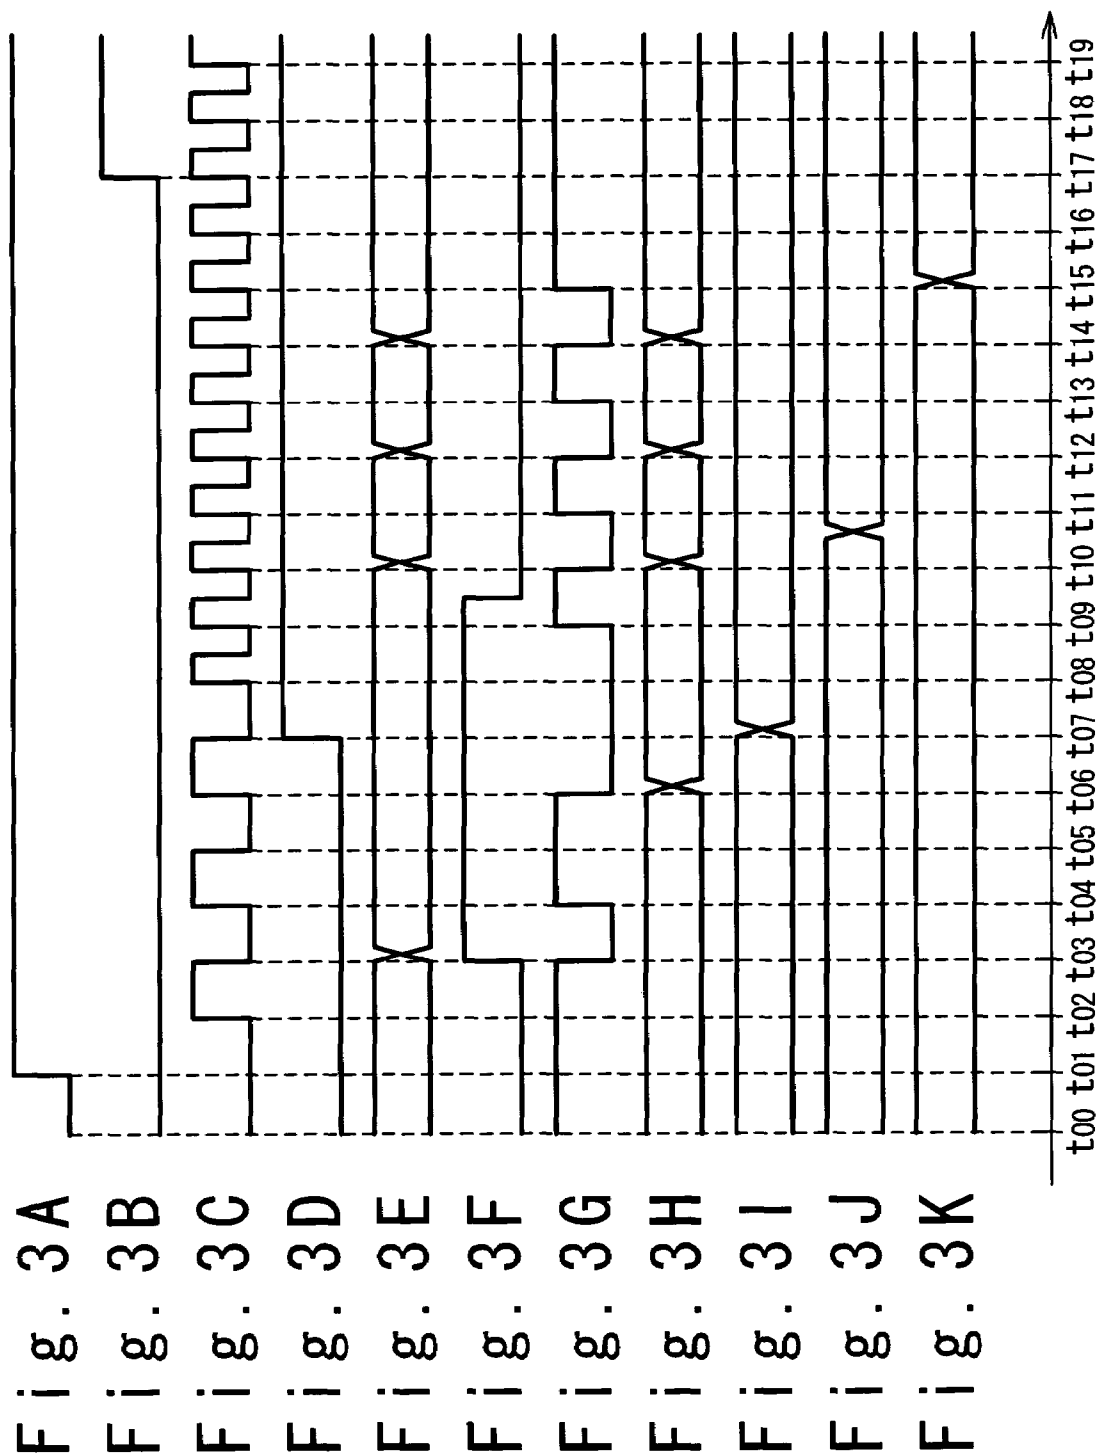 Fig. 3A
Fig. 3B
Fig. 3C
Fig. 3D
Fig. 3E
Fig. 3F
Fig. 3G
Fig. 3H
Fig. 3I
Fig. 3J
Fig. 3K
t00 t01 t02 t03 t04 t05 t06 t07 t08 t09 t10 t11 t12 t13 t14 t15 t16 t17 t18 t19